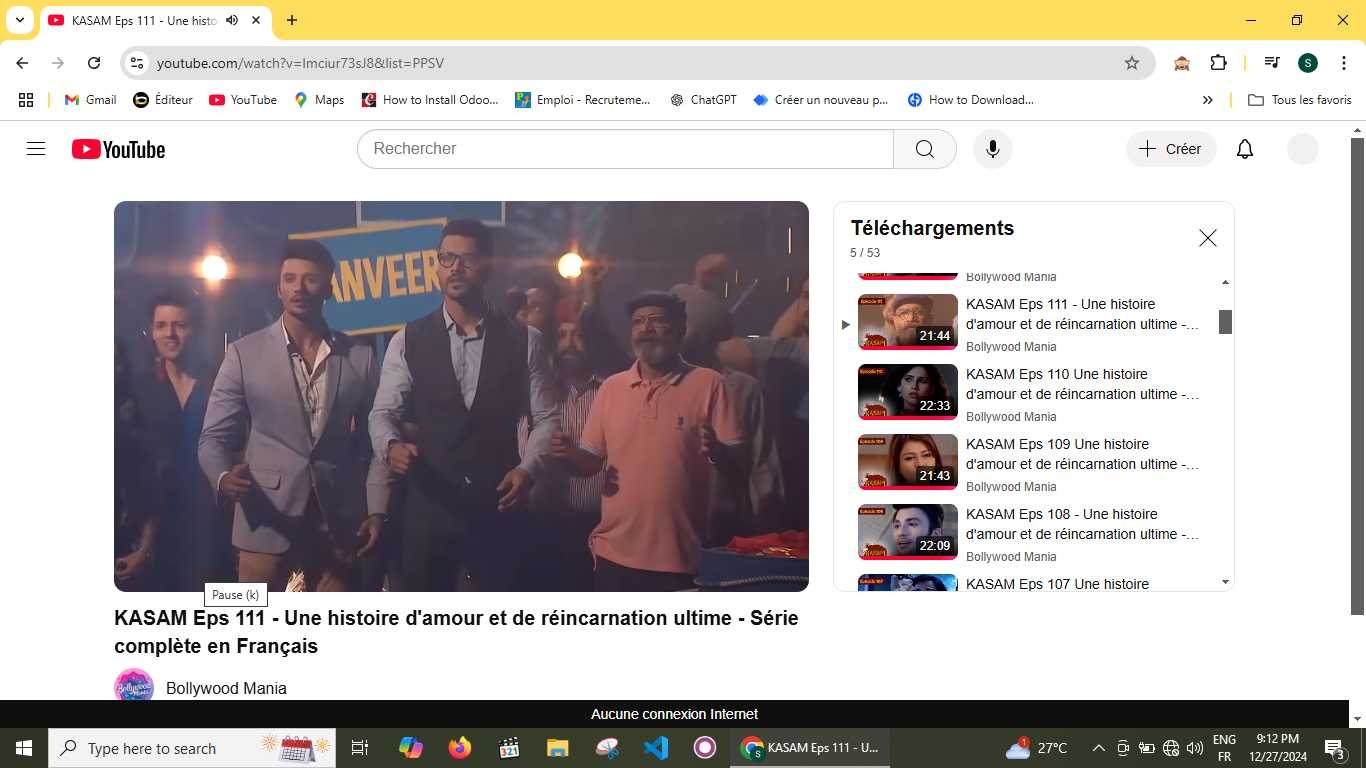 KASAM Eps 111 - Une histo
youtube.com/watch?v=Imciur73sJ8&list=PPSV
S
Gmail
Éditeur
YouTube
Maps
How to Install Odoo...
Emploi - Recruteme...
ChatGPT
Créer un nouveau p...
How to Download...
Tous les favoris
YouTube
Rechercher
Créer
ANVEER
Téléchargements
5 / 53
Bollywood Mania
KASAM Eps 111 - Une histoire
d'amour et de réincarnation ultime -...
21:44
Bollywood Mania
KASAM Eps 110 Une histoire
d'amour et de réincarnation ultime -...
22:33
Bollywood Mania
KASAM Eps 109 Une histoire
d'amour et de réincarnation ultime -...
21:43
Bollywood Mania
KASAM Eps 108 - Une histoire
d'amour et de réincarnation ultime -...
22:09
Bollywood Mania
KASAM Eps 107 Une histoire
Pause (k)
KASAM Eps 111 - Une histoire d'amour et de réincarnation ultime - Série
complète en Français
Bollywood Mania
Aucune connexion Internet
Type here to search
KASAM Eps 111 - U...
27°C
ENG
FR
9:12 PM
12/27/2024
3